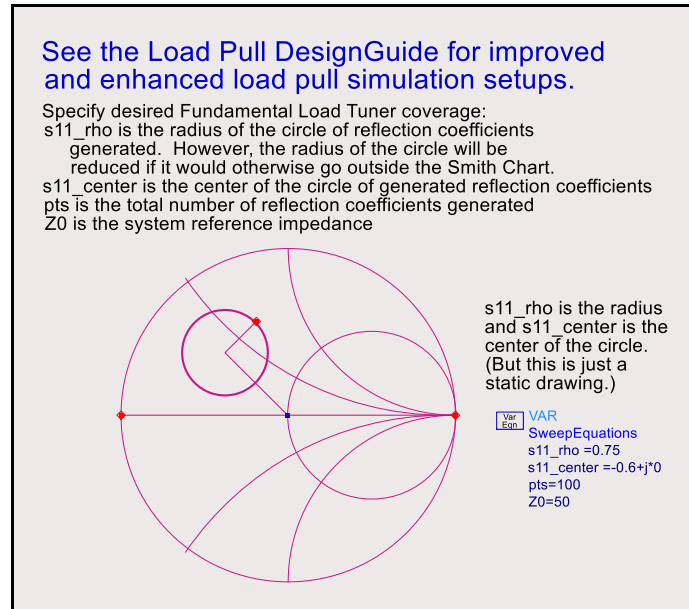 See the Load Pull DesignGuide for improved
and enhanced load pull simulation setups.
Specify desired Fundamental Load Tuner coverage:
s11_rho is the radius of the circle of reflection coefficients
generated.  However, the radius of the circle will be
reduced if it would otherwise go outside the Smith Chart.
s11_center is the center of the circle of generated reflection coefficients
pts is the total number of reflection coefficients generated
Z0 is the system reference impedance
s11_rho is the radius
and s11_center is the
center of the circle.
(But this is just a
static drawing.)
Var
Eqn
VAR
SweepEquations
s11_rho =0.75
s11_center =-0.6+j*0
pts=100
Z0=50